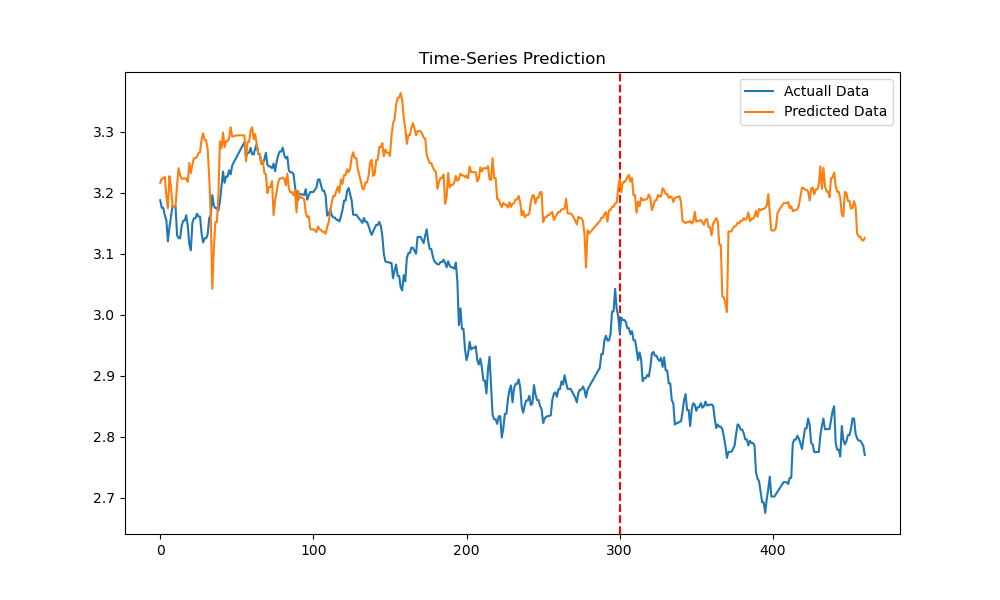 Time-Series Prediction
Actuall Data
Predicted Data
3.3
3.2
3.1
3.0
2.9
2.8
2.7
0 100 200 300 400